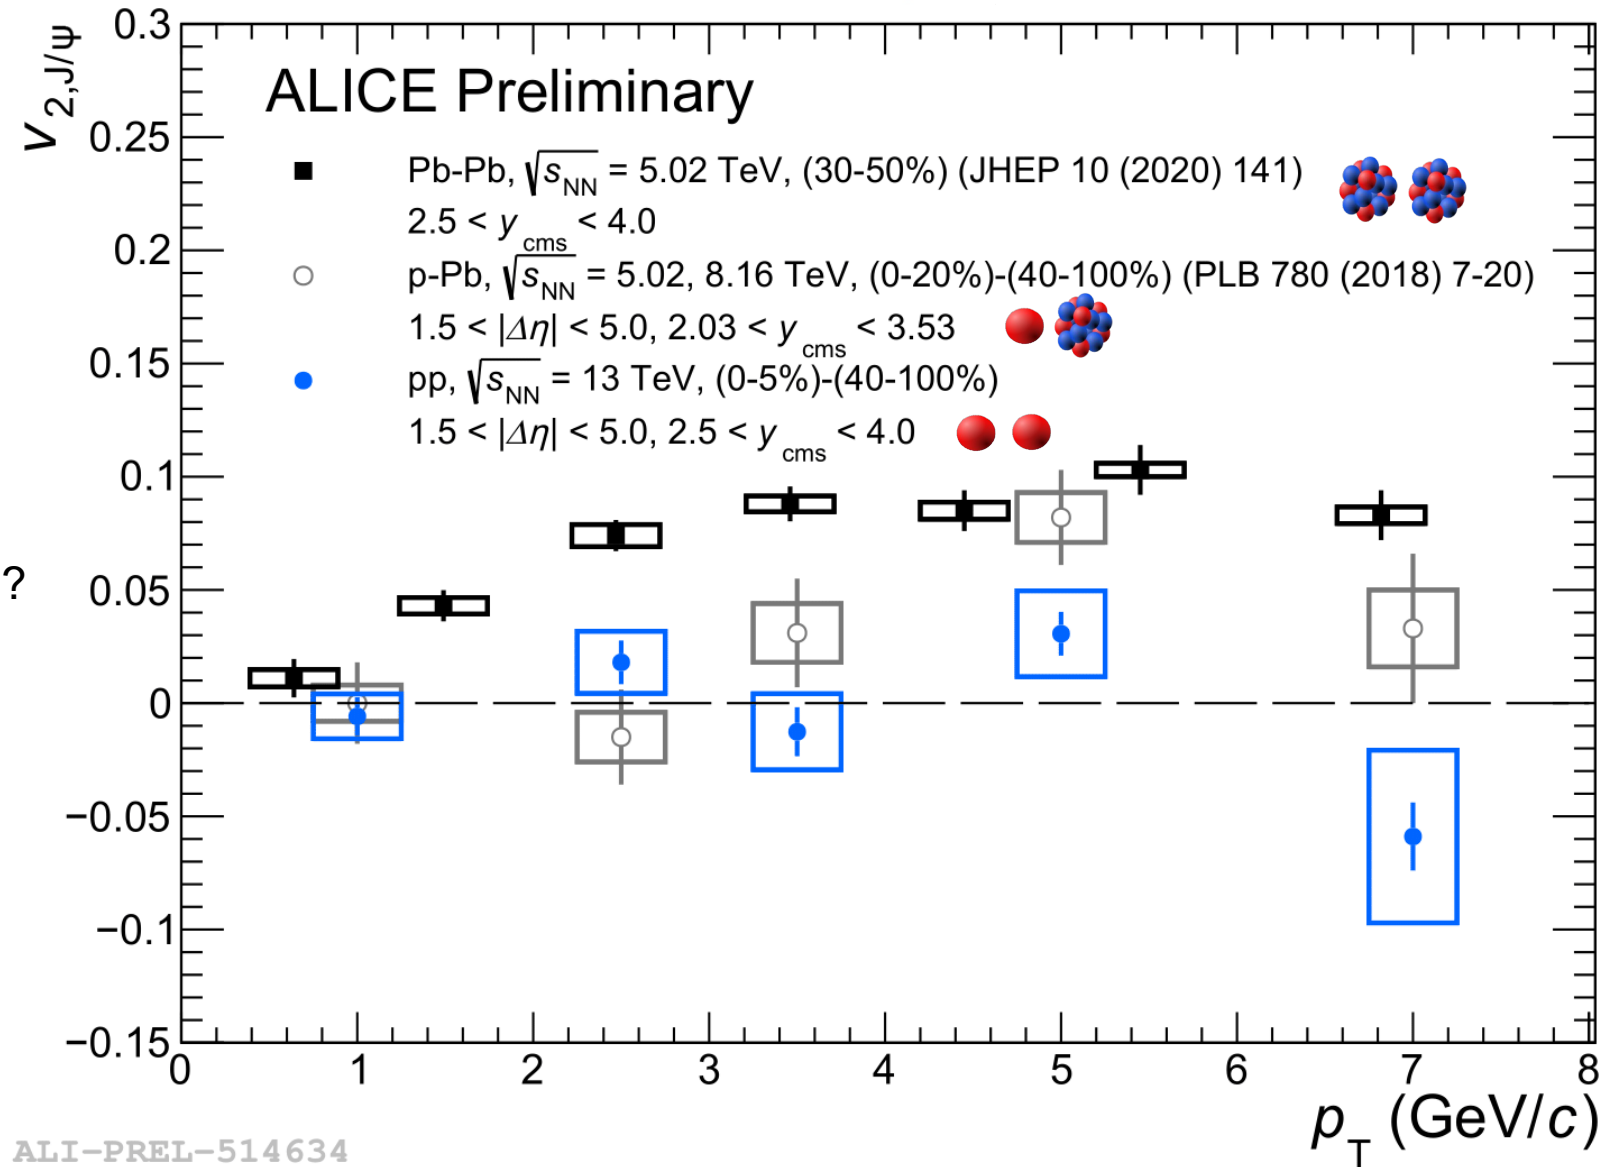 0.3
v2,J/ψ
ALICE Preliminary
0.25
Pb-Pb, √sNN = 5.02 TeV, (30-50%) (JHEP 10 (2020) 141)
2.5 < ycms < 4.0
0.2
p-Pb, √sNN = 5.02, 8.16 TeV, (0-20%)-(40-100%) (PLB 780 (2018) 7-20)
1.5 < |Δη| < 5.0, 2.03 < ycms < 3.53
0.15
pp, √sNN = 13 TeV, (0-5%)-(40-100%)
1.5 < |Δη| < 5.0, 2.5 < ycms < 4.0
0.1
?
0.05
0
−0.05
−0.1
−0.15
0 1 2 3 4 5 6 7 8
pT (GeV/c)
ALI−PREL−514634